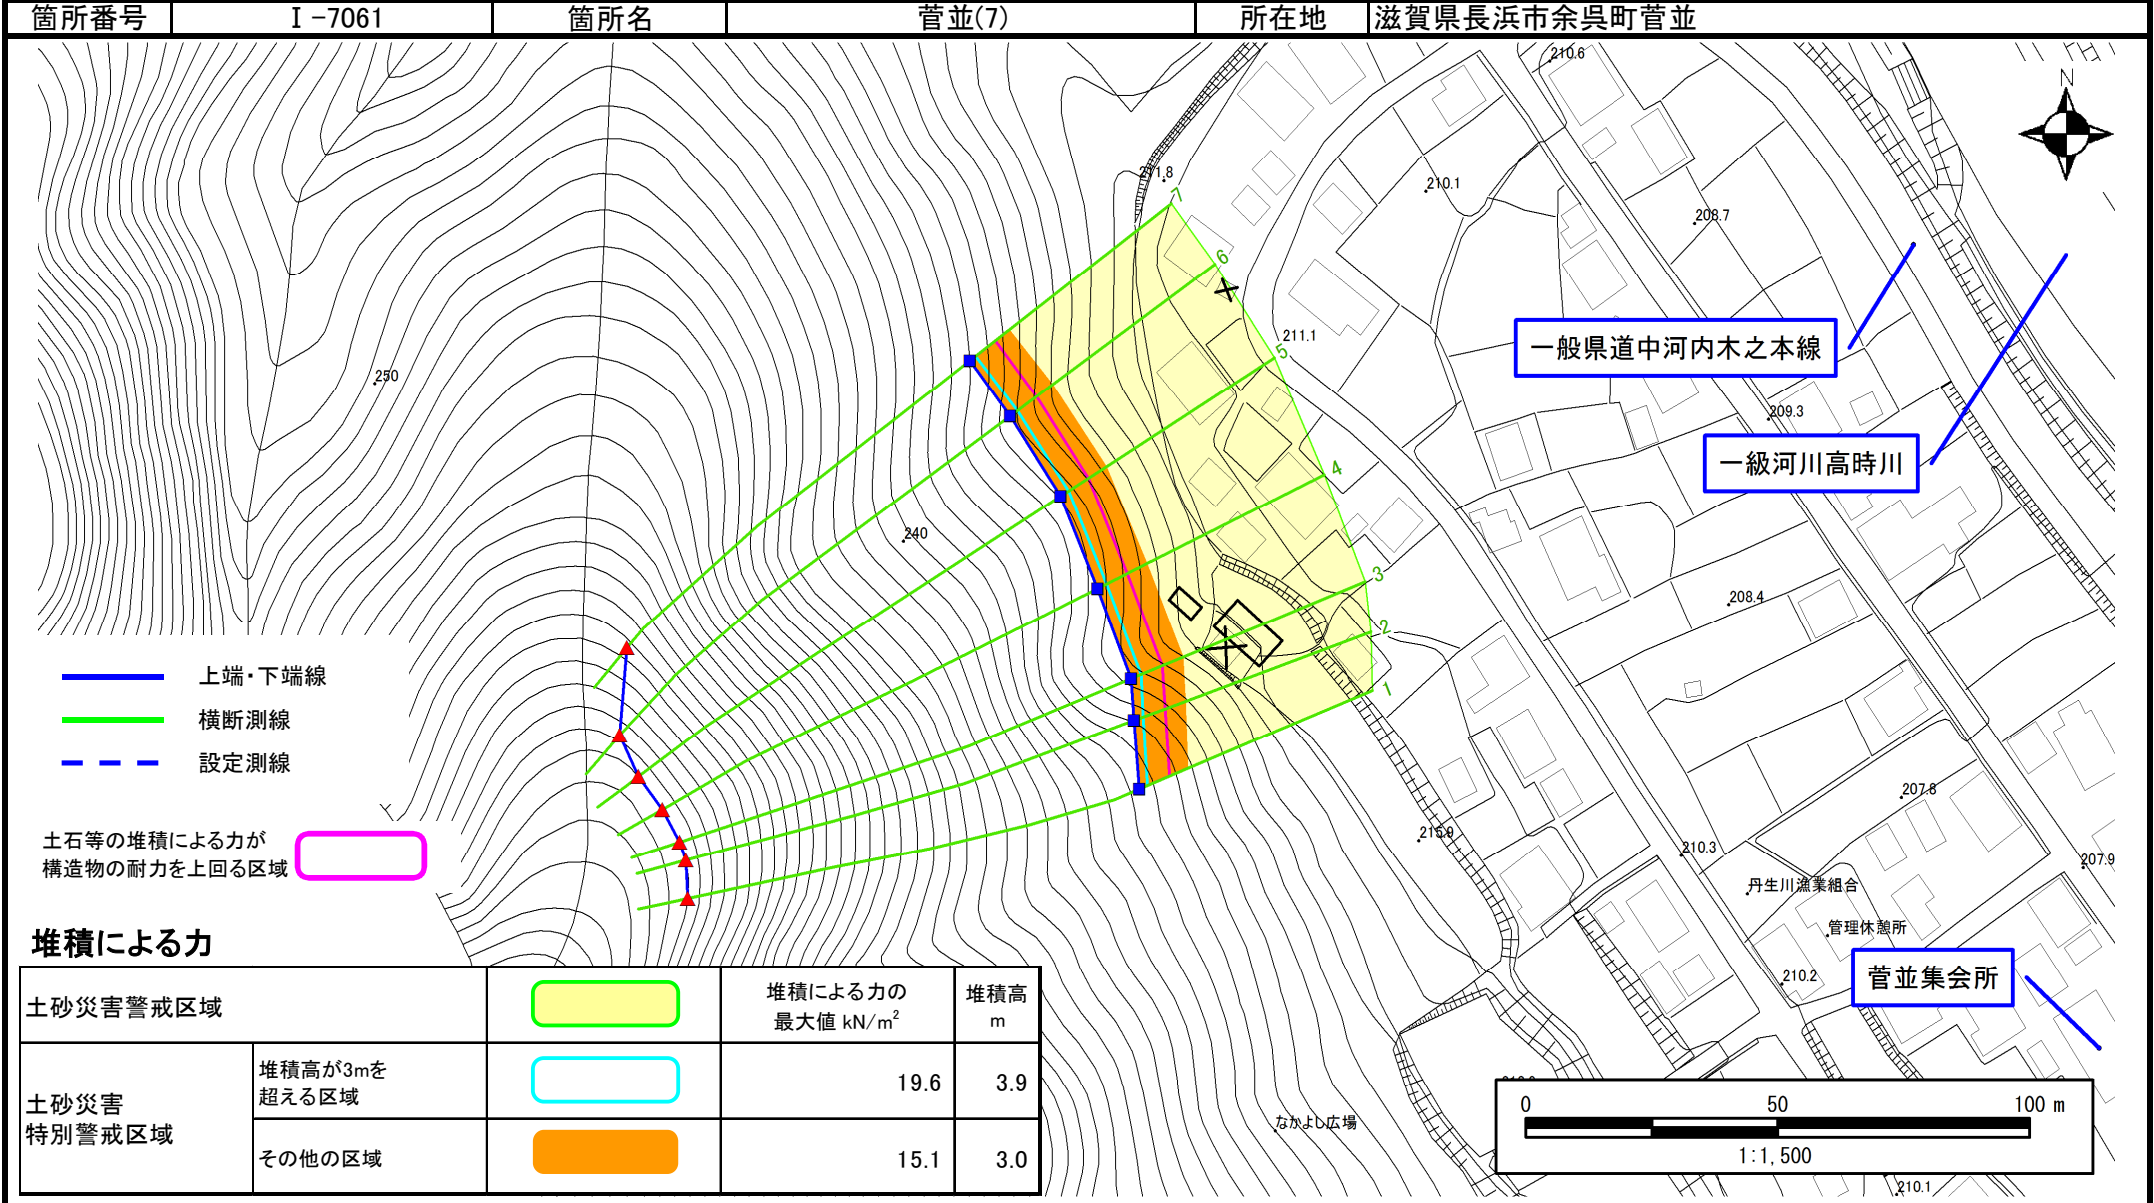 箇所番号 Ⅰ-7061 箇所名 菅並(7) 所在地 滋賀県長浜市余呉町菅並
210.6
N
211.8
7
210.1
208.7
6
211.1
5
一般県道中河内木之本線
250
209.3
一級河川高時川
4
240
3
208.4
2
1
上端・下端線
横断測線
設定測線
207.8
215.9
210.3
207.9
土石等の堆積による力が
構造物の耐力を上回る区域
丹生川漁業組合
管理休憩所
堆積による力
210.2
菅並集会所
土砂災害警戒区域
堆積による力の
最大値 kN/m²
堆積高
m
土砂災害
特別警戒区域
堆積高が3mを
超える区域
19.6 3.9
その他の区域
15.1 3.0
なかよし広場
0 50 100 m
1:1,500
210.1